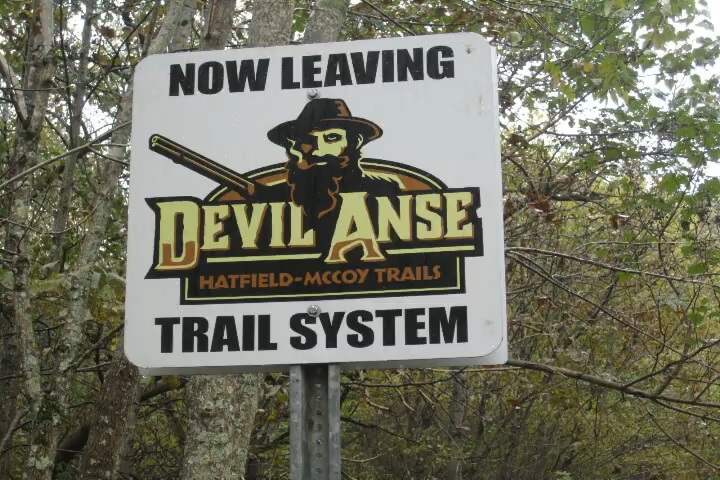 NOW LEAVING
DEVIL ANSE
HATFIELD-MCCOY TRAILS
TRAIL SYSTEM